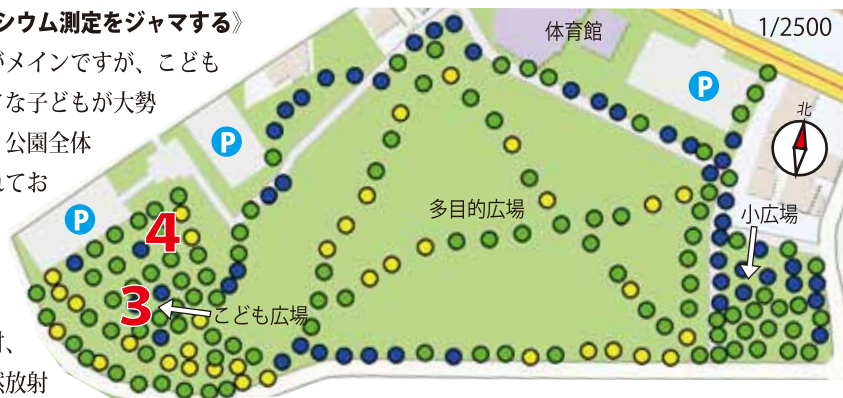 シウム測定をジャマする》
がメインですが、こども
な子どもが大勢
公園全体
れてお
、
然放射
体育館
1/2500
P
北
P
多目的広場
小広場
P
4
3
こども広場